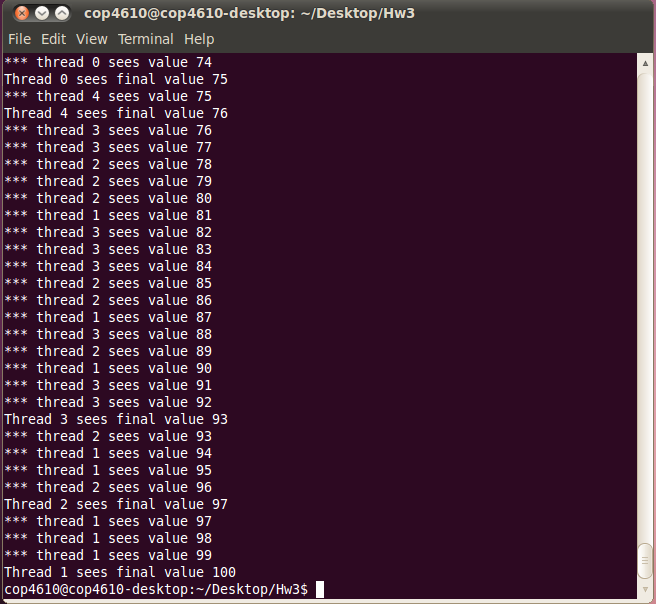 cop4610@cop4610-desktop: ~/Desktop/Hw3
File Edit View Terminal Help
*** thread 0 sees value 74
Thread 0 sees final value 75
*** thread 4 sees value 75
Thread 4 sees final value 76
*** thread 3 sees value 76
*** thread 3 sees value 77
*** thread 2 sees value 78
*** thread 2 sees value 79
*** thread 2 sees value 80
*** thread 1 sees value 81
*** thread 3 sees value 82
*** thread 3 sees value 83
*** thread 3 sees value 84
*** thread 2 sees value 85
*** thread 2 sees value 86
*** thread 1 sees value 87
*** thread 3 sees value 88
*** thread 2 sees value 89
*** thread 1 sees value 90
*** thread 3 sees value 91
*** thread 3 sees value 92
Thread 3 sees final value 93
*** thread 2 sees value 93
*** thread 1 sees value 94
*** thread 1 sees value 95
*** thread 2 sees value 96
Thread 2 sees final value 97
*** thread 1 sees value 97
*** thread 1 sees value 98
*** thread 1 sees value 99
Thread 1 sees final value 100
cop4610@cop4610-desktop:~/Desktop/Hw3$